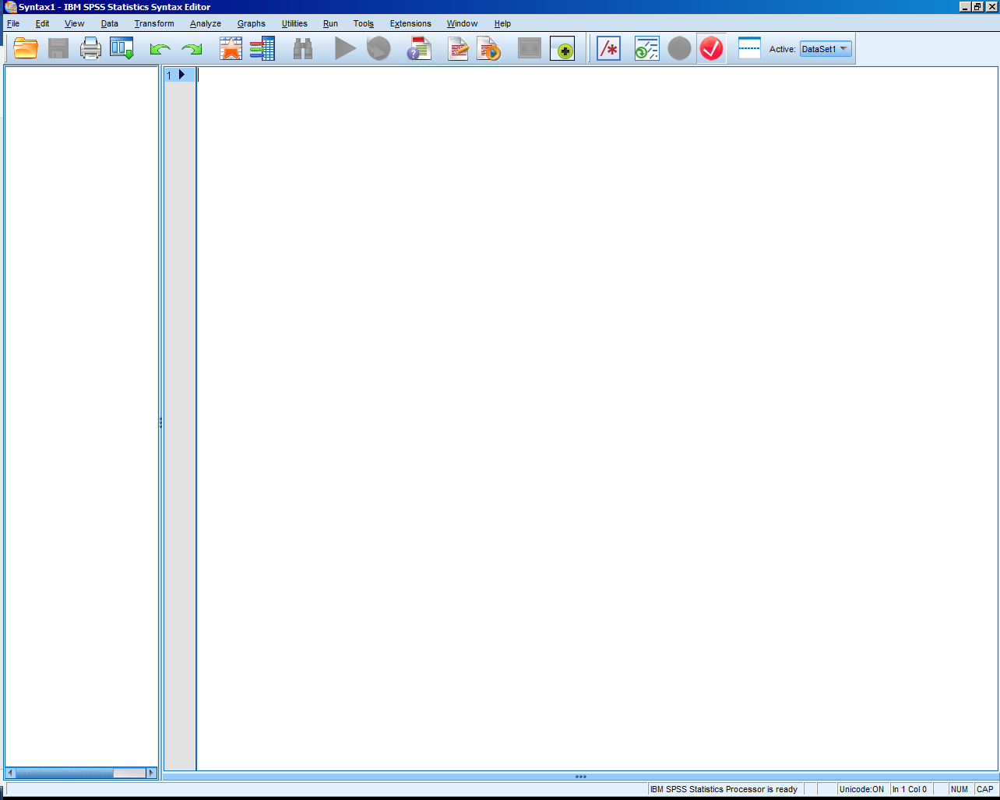 Syntax1 - IBM SPSS Statistics Syntax Editor
File Edit View Data Transform Analyze Graphs Utilities Run Tools Extensions Window Help
/* Active: DataSet1
1
IBM SPSS Statistics Processor is ready Unicode:ON In 1 Col 0 NUM CAP